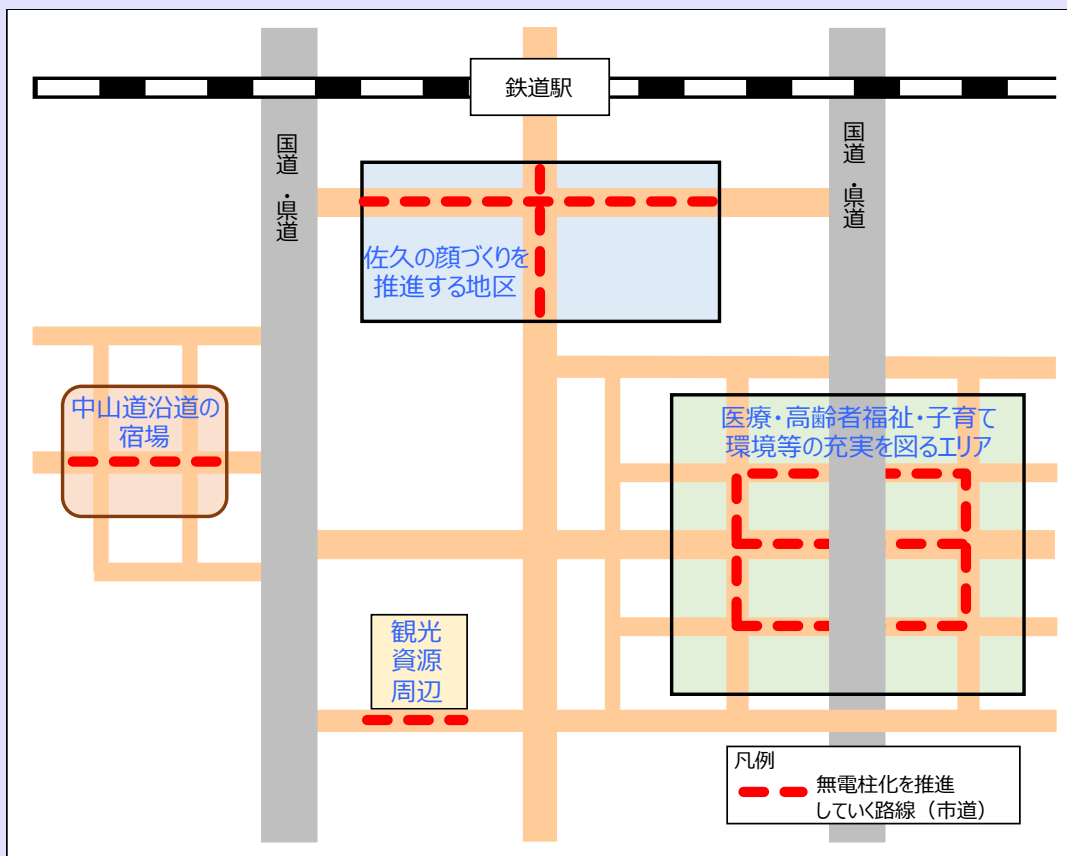 鉄道駅
国道・県道
国道・県道
佐久の顔づくりを
推進する地区
中山道沿道の
宿場
医療・高齢者福祉・子育て
環境等の充実を図るエリア
観光
資源
周辺
凡例
無電柱化を推進
していく路線（市道）